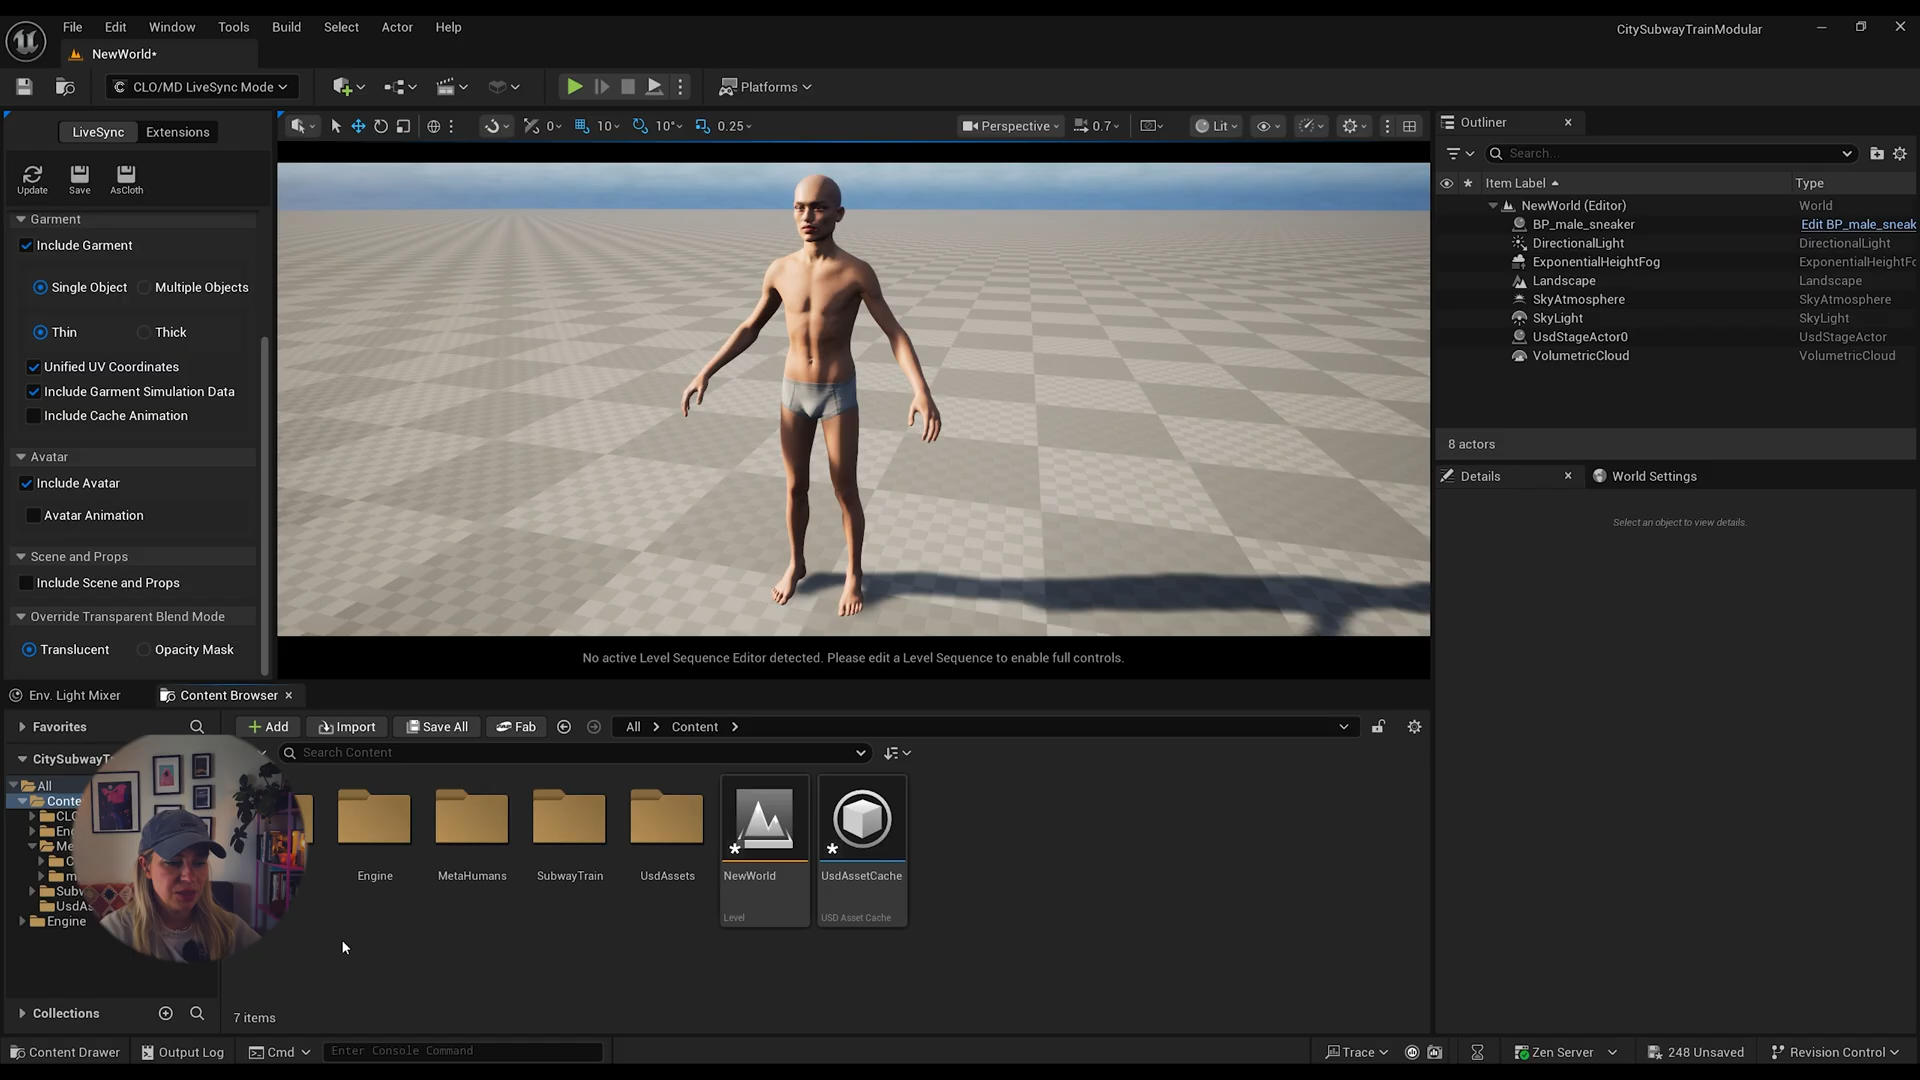 File Edit Window Tools Build Select Actor Help
CitySubwayTrainModular
NewWorld*
CLO/MD LiveSync Mode
Platforms
LiveSync Extensions
0 10 10° 0.25
Perspective 0.7 Lit
Outliner
Search...
Update Save AsCloth
Item Label Type
Garment
NewWorld (Editor) World
BP_male_sneaker Edit BP_male_sneak
Include Garment
DirectionalLight DirectionalLight
ExponentialHeightFog ExponentialHeightFo
Single Object Multiple Objects
Landscape Landscape
SkyAtmosphere SkyAtmosphere
SkyLight SkyLight
Thin Thick
UsdStageActor0 UsdStageActor
VolumetricCloud VolumetricCloud
Unified UV Coordinates
Include Garment Simulation Data
Include Cache Animation
8 actors
Avatar
Details World Settings
Include Avatar
Avatar Animation
Select an object to view details.
Scene and Props
Include Scene and Props
Override Transparent Blend Mode
Translucent Opacity Mask
No active Level Sequence Editor detected. Please edit a Level Sequence to enable full controls.
Env. Light Mixer Content Browser
Favorites
Add Import Save All Fab All Content
CitySubwayTr
Search Content
All
Conte
CLO
Eng
Me
C
m
Subv
UsdAs
Engine
Engine MetaHumans SubwayTrain UsdAssets NewWorld UsdAssetCache
Level USD Asset Cache
Collections
7 items
Content Drawer Output Log Cmd Enter Console Command
Trace Zen Server 248 Unsaved Revision Control